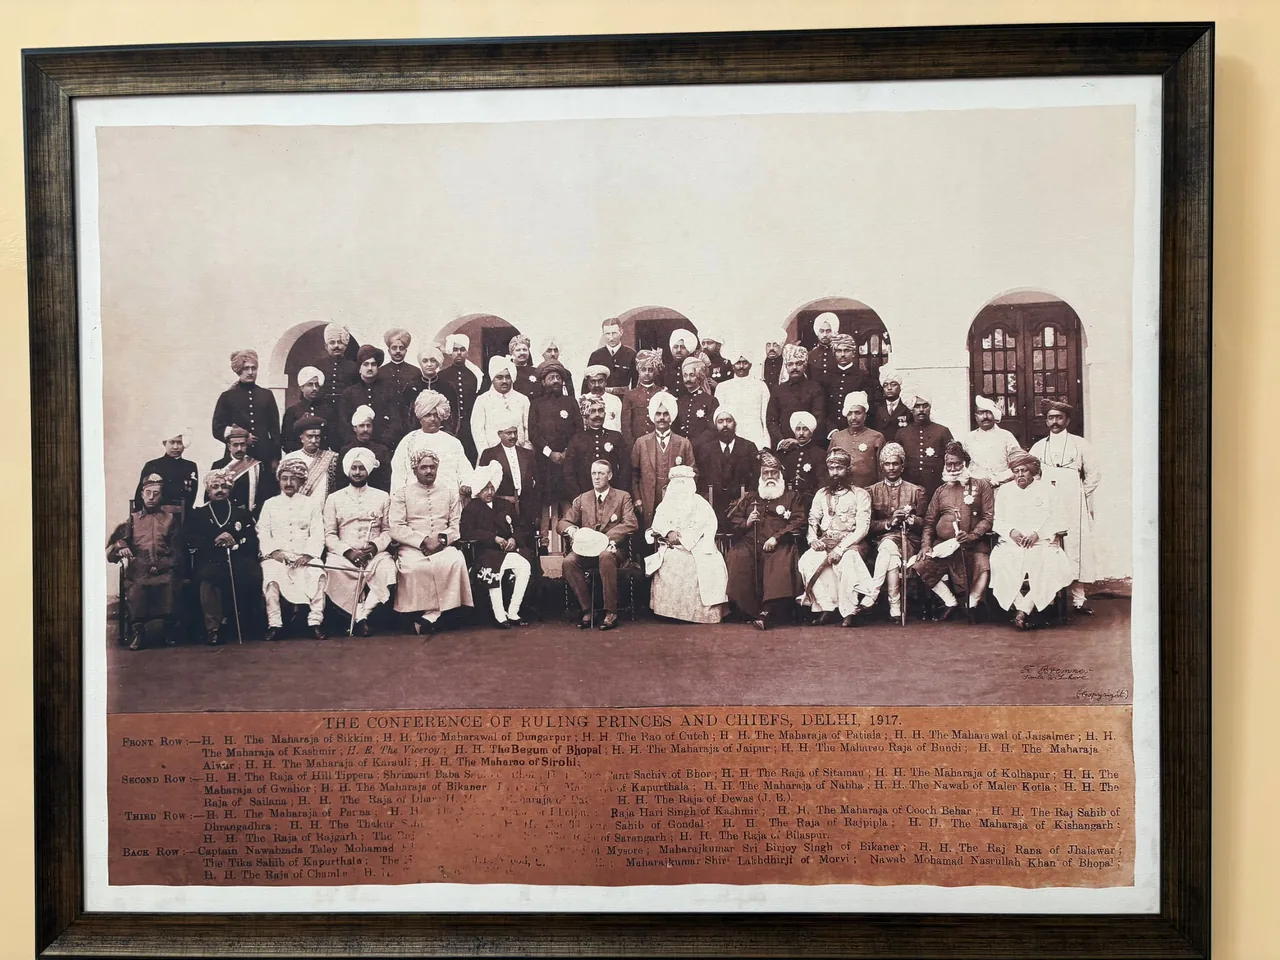 F. Bremner
Simla & Lahore
(Copyright)
THE CONFERENCE OF RULING PRINCES AND CHIEFS, DELHI, 1917.
FRONT ROW:—H. H. The Maharaja of Sikkim; H. H. The Maharawal of Dungarpur; H. H. The Rao of Cutch; H. H. The Maharaja of Patiala; H. H. The Maharawal of Jaisalmer; H. H.
The Maharaja of Kashmir; H. E. The Viceroy; H. H. The Begum of Bhopal; H. H. The Maharaja of Jaipur; H. H. The Maharao Raja of Bundi; H. H. The Maharaja
Alwar; H. H. The Maharaja of Karauli; H. H. The Maharao of Sirohi;
SECOND ROW:—H. H. The Raja of Hill Tippera; Shrimant Baba Sachiv of Bhor; H. H. The Raja of Sitamau; H. H. The Maharaja of Kolhapur; H. H. The
Maharaja of Gwalior; H. H. The Maharaja of Bikaner of Kapurthala; H. H. The Maharaja of Nabha; H. H. The Nawab of Maler Kotla; H. H. The
Raja of Sailana; H. H. The Raja of H. H. The Raja of Dewas (J. B.).
THIRD ROW:—H. H. The Maharaja of Panna; H. H. Raja Hari Singh of Kashmir; H. H. The Maharaja of Cooch Behar; H. H. The Raj Sahib of
Dhrangadhra; H. H. The Thakur Sahib of Gondal; H. H. The Raja of Rajpipla; H. H. The Maharaja of Kishangarh;
H. H. The Raja of Rajgarh; The of Sarangarh; H. H. The Raja of Bilaspur.
BACK ROW:—Captain Nawabzada Taley Mohamad of Mysore; Maharajkumar Sri Birjoy Singh of Bikaner; H. H. The Raj Rana of Jhalawar;
The Tika Sahib of Kapurthala; The Maharajkumar Shiri Lakhdhirji of Morvi; Nawab Mohamad Nasrullah Khan of Bhopal;
H. H. The Raja of Chamba H.